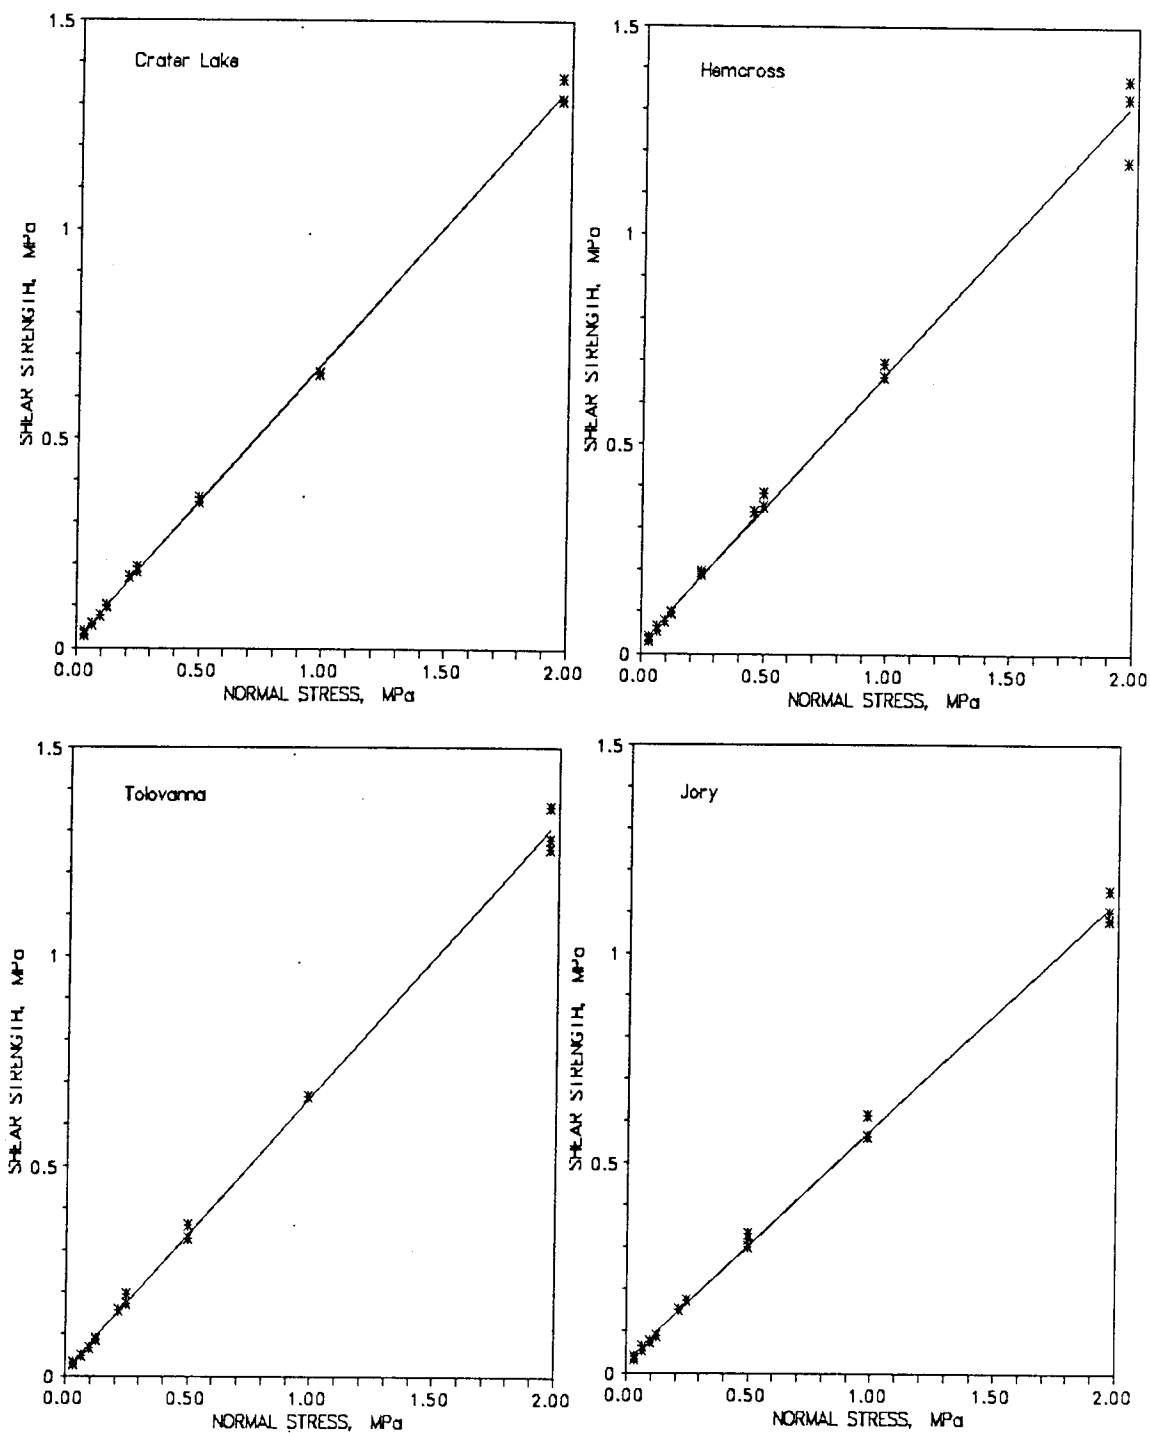 1.5
Crater Lake
1
0.5
0
SHEAR STRENGTH, MPa
0.00 0.50 1.00 1.50 2.00
NORMAL STRESS, MPa
1.5
Hemcross
1
0.5
0
SHEAR STRENGTH, MPa
0.00 0.50 1.00 1.50 2.00
NORMAL STRESS, MPa
1.5
Tolovanna
1
0.5
0
SHEAR STRENGTH, MPa
0.00 0.50 1.00 1.50 2.00
NORMAL STRESS, MPa
1.5
Jory
1
0.5
0
SHEAR STRENGTH, MPa
0.00 0.50 1.00 1.50 2.00
NORMAL STRESS, MPa